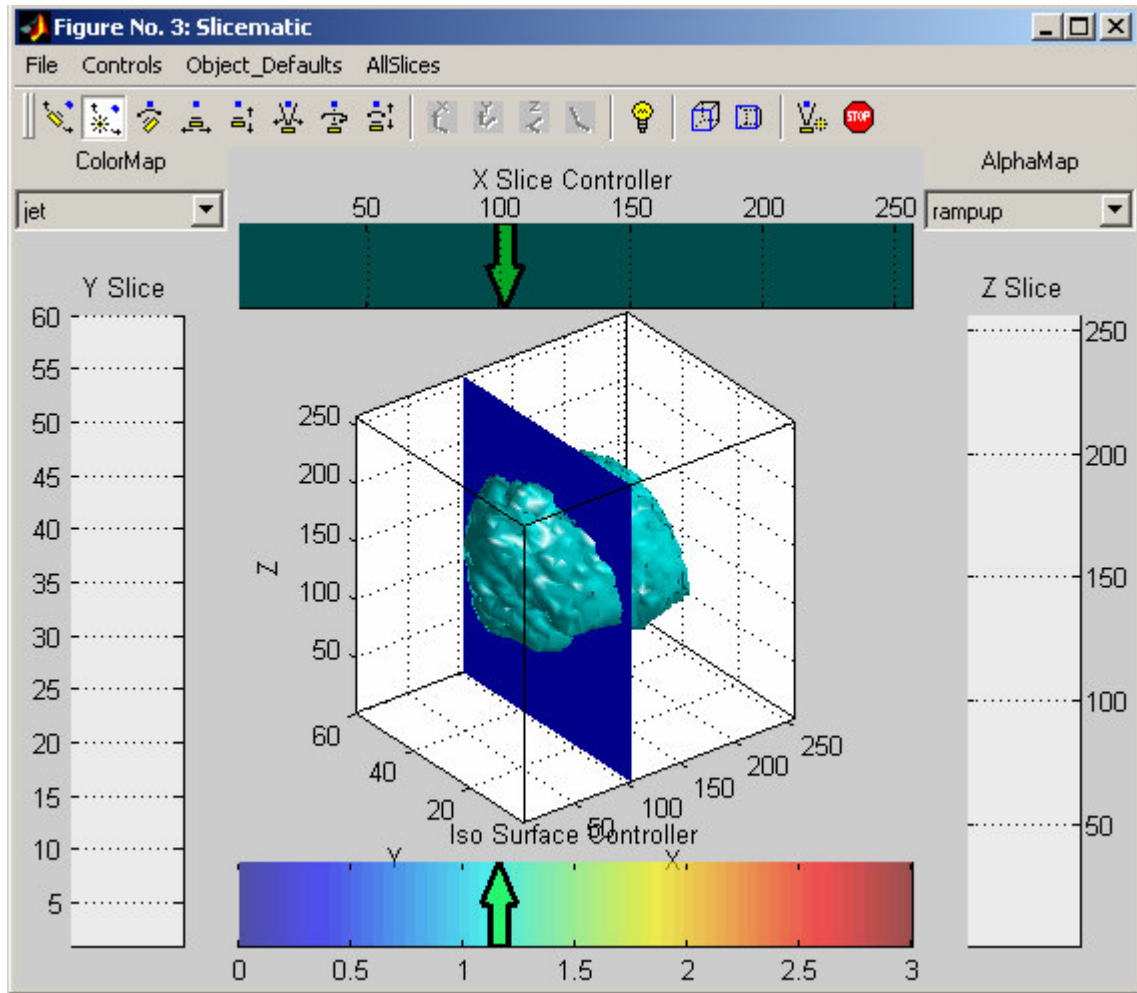 Figure No. 3: Slicematic
File Controls Object_Defaults AllSlices
X Y Z
STOP
ColorMap
AlphaMap
jet
rampup
X Slice Controller
50 100 150 200 250
Y Slice
60
55
50
45
40
35
30
25
20
15
10
5
Z Slice
250
200
150
100
50
Z
250
200
150
100
50
60
40
20
Y
50
100
150
200
250
X
Iso Surface Controller
0 0.5 1 1.5 2 2.5 3